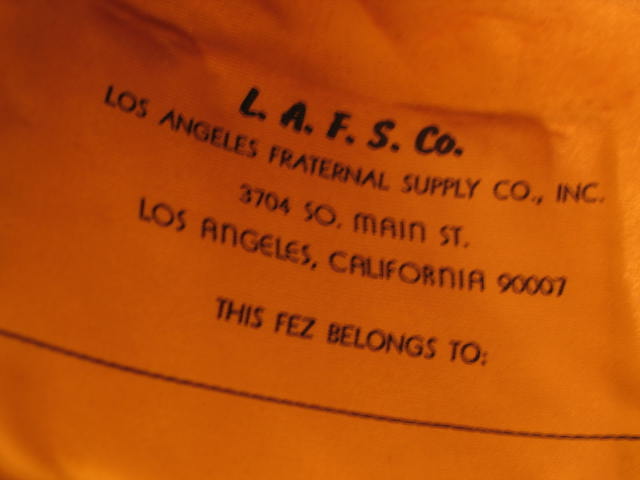 L. A. F. S. Co.
LOS ANGELES FRATERNAL SUPPLY CO., INC.
3704 SO. MAIN ST.
LOS ANGELES, CALIFORNIA 90007
THIS FEZ BELONGS TO: